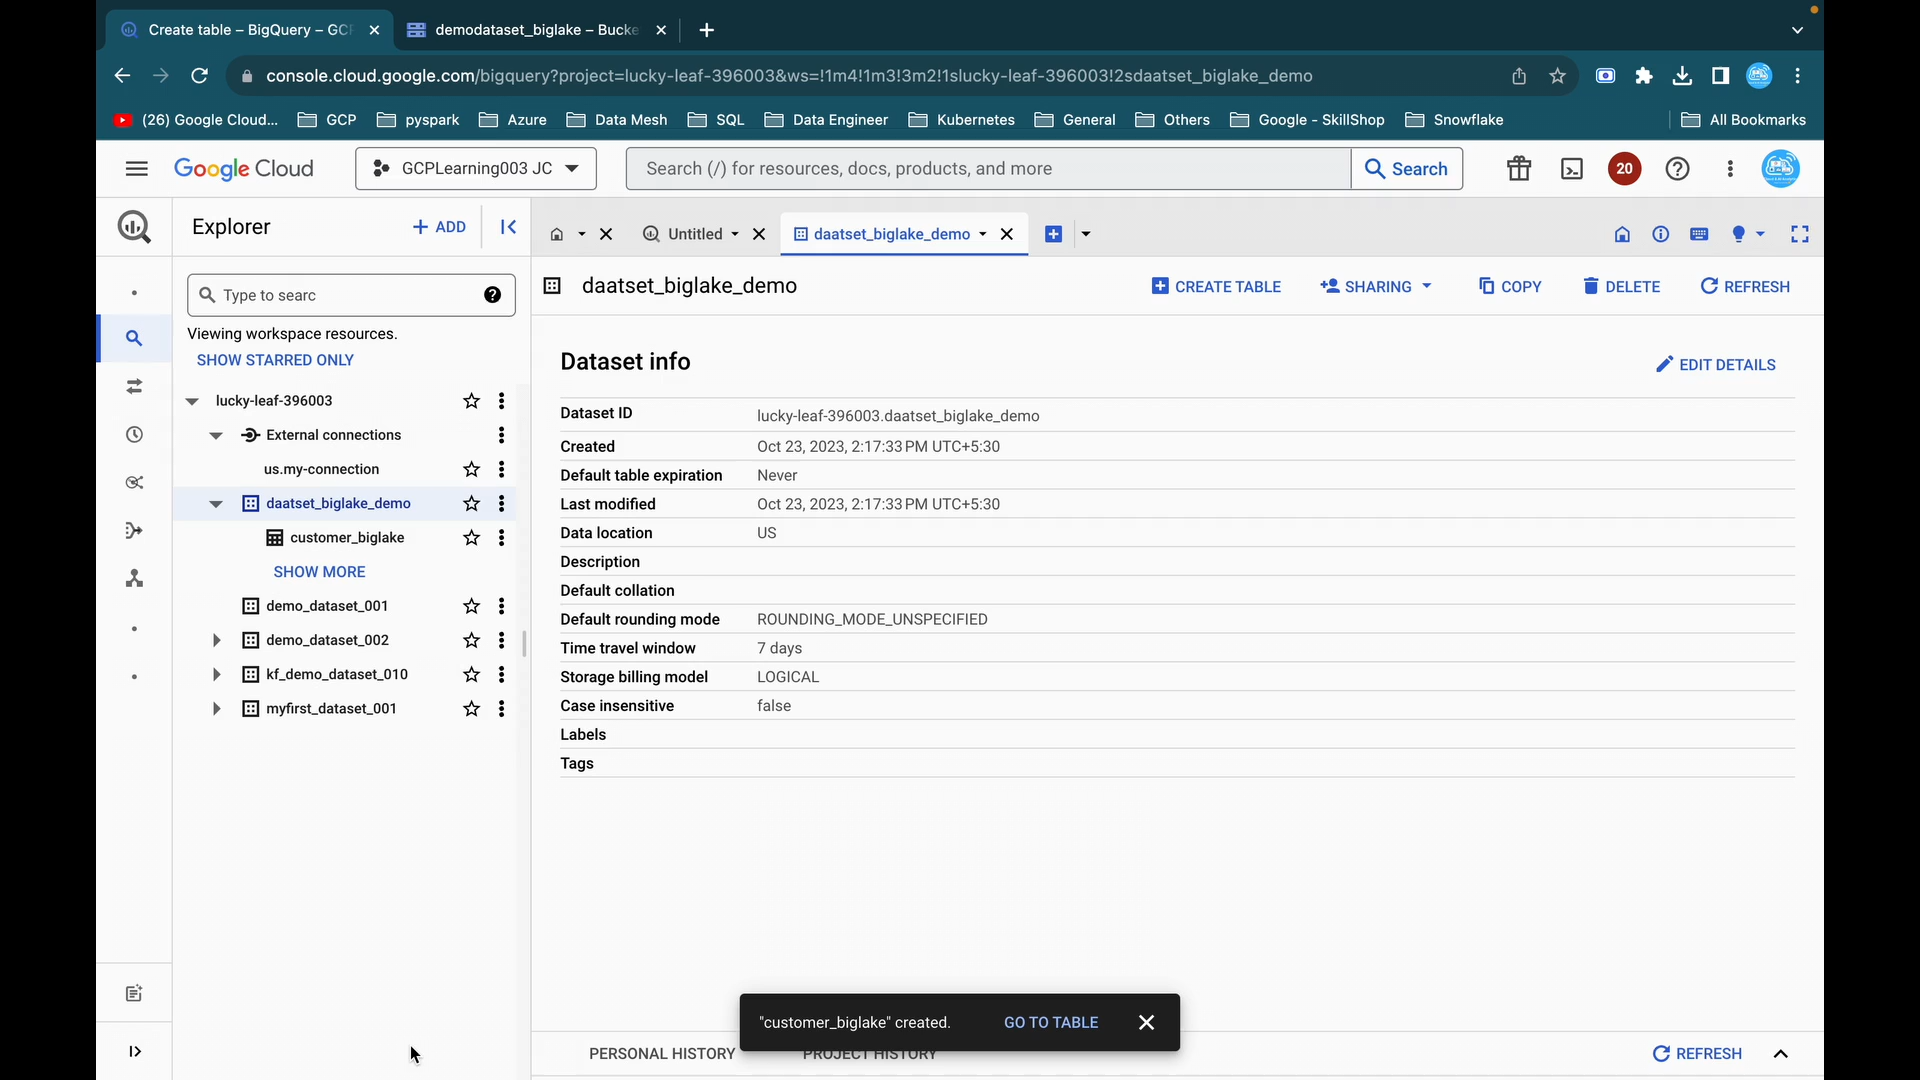 Create table – BigQuery – GCP
demodataset_biglake – Bucke
console.cloud.google.com/bigquery?project=lucky-leaf-396003&ws=!1m4!1m3!3m2!1slucky-leaf-396003!2sdaatset_biglake_demo
(26) Google Cloud...
GCP
pyspark
Azure
Data Mesh
SQL
Data Engineer
Kubernetes
General
Others
Google - SkillShop
Snowflake
All Bookmarks
Google Cloud
GCPLearning003 JC
Search (/) for resources, docs, products, and more
Search
20
Explorer
+ ADD
Untitled
daatset_biglake_demo
Type to searc
Viewing workspace resources.
SHOW STARRED ONLY
lucky-leaf-396003
External connections
us.my-connection
daatset_biglake_demo
customer_biglake
SHOW MORE
demo_dataset_001
demo_dataset_002
kf_demo_dataset_010
myfirst_dataset_001
daatset_biglake_demo
CREATE TABLE
SHARING
COPY
DELETE
REFRESH
Dataset info
EDIT DETAILS
Dataset ID lucky-leaf-396003.daatset_biglake_demo
Created Oct 23, 2023, 2:17:33 PM UTC+5:30
Default table expiration Never
Last modified Oct 23, 2023, 2:17:33 PM UTC+5:30
Data location US
Description
Default collation
Default rounding mode ROUNDING_MODE_UNSPECIFIED
Time travel window 7 days
Storage billing model LOGICAL
Case insensitive false
Labels
Tags
"customer_biglake" created.
GO TO TABLE
PERSONAL HISTORY
PROJECT HISTORY
REFRESH